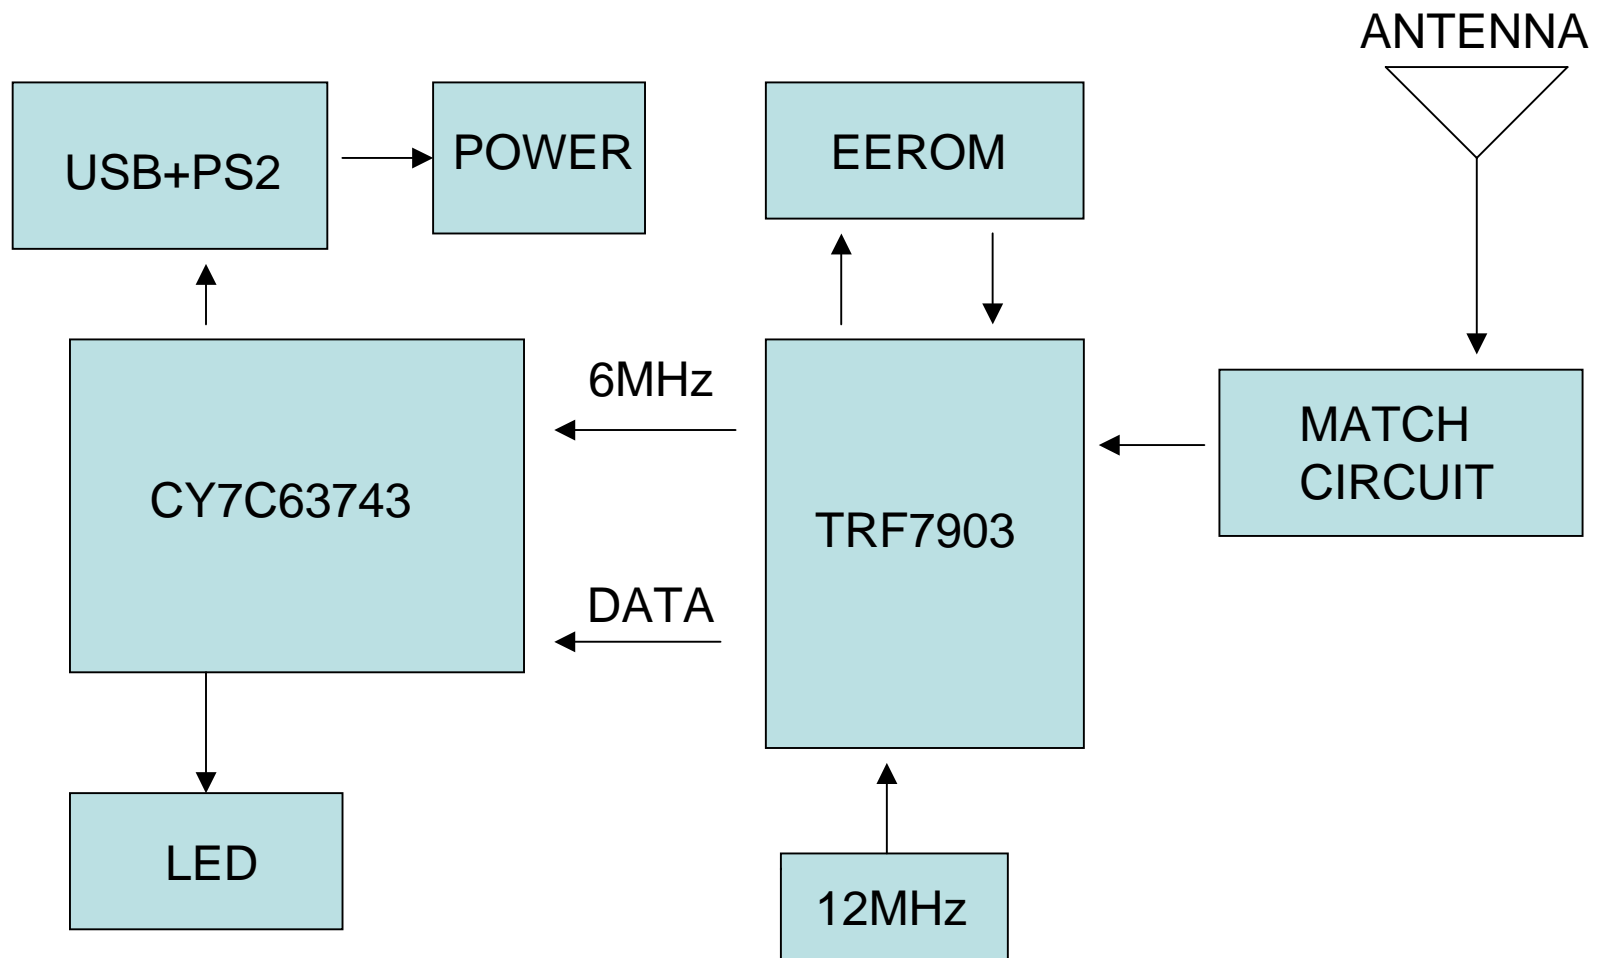 ANTENNA
USB+PS2
POWER
EEROM
6MHz
CY7C63743
DATA
TRF7903
MATCH
CIRCUIT
LED
12MHz